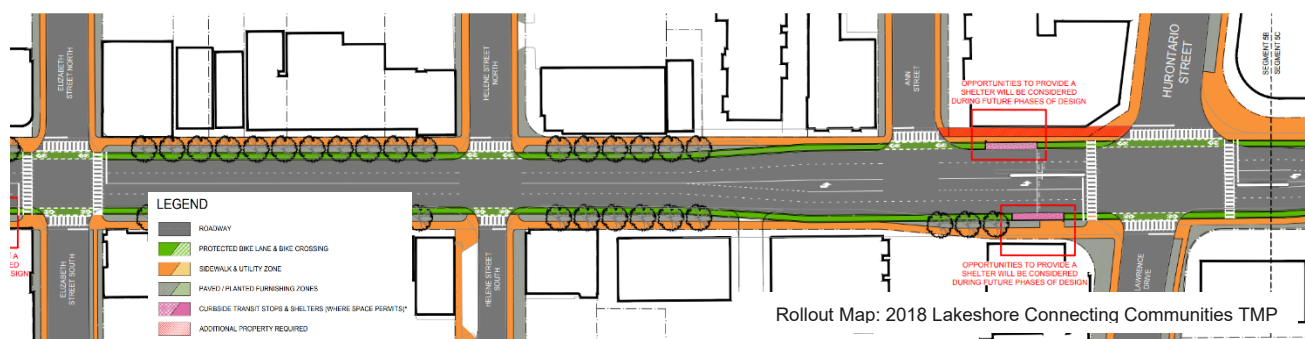 ELIZABETH
STREET NORTH
HELENE STREET
NORTH
ANN
STREET
OPPORTUNITIES TO PROVIDE A
SHELTER WILL BE CONSIDERED
DURING FUTURE PHASES OF DESIGN
HURONTARIO
STREET
SEGMENT 5B
SEGMENT 5C
LEGEND
ROADWAY
PROTECTED BIKE LANE & BIKE CROSSING
SIDEWALK & UTILITY ZONE
PAVED / PLANTED FURNISHING ZONES
CURBSIDE TRANSIT STOPS & SHELTERS (WHERE SPACE PERMITS)*
ADDITIONAL PROPERTY REQUIRED
ELIZABETH
STREET SOUTH
HELENE STREET
SOUTH
OPPORTUNITIES TO PROVIDE A
SHELTER WILL BE CONSIDERED
DURING FUTURE PHASES OF DESIGN
LAWRENCE
DRIVE
Rollout Map: 2018 Lakeshore Connecting Communities TMP